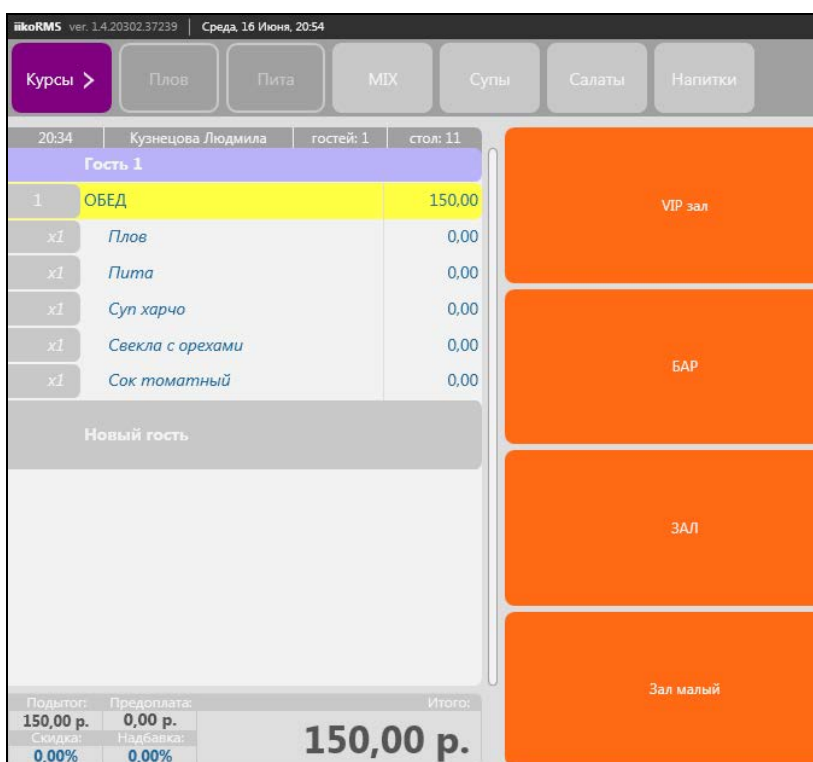 iikoRMS ver. 1.4.20302.37239 | Среда, 16 Июня, 20:54
Курсы > Плов Пита MIX Супы Салаты Напитки
20:34 Кузнецова Людмила гостей: 1 стол: 11
Гость 1
1 ОБЕД 150,00
x1 Плов 0,00
x1 Пита 0,00
x1 Суп харчо 0,00
x1 Свекла с орехами 0,00
x1 Сок томатный 0,00
Новый гость
Подытог: Предоплата: Итого:
150,00 р. 0,00 р. 150,00 р.
Скидка: Надбавка:
0,00% 0,00%
VIP зал
БАР
ЗАЛ
Зал малый